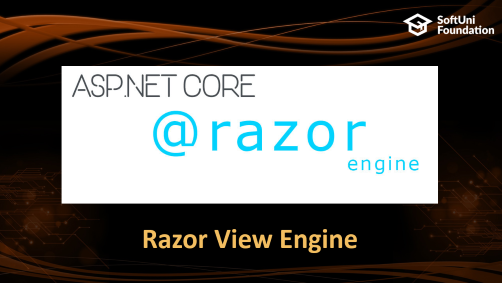 SoftUni
Foundation
ASP.NET CORE
@razor
engine
Razor View Engine